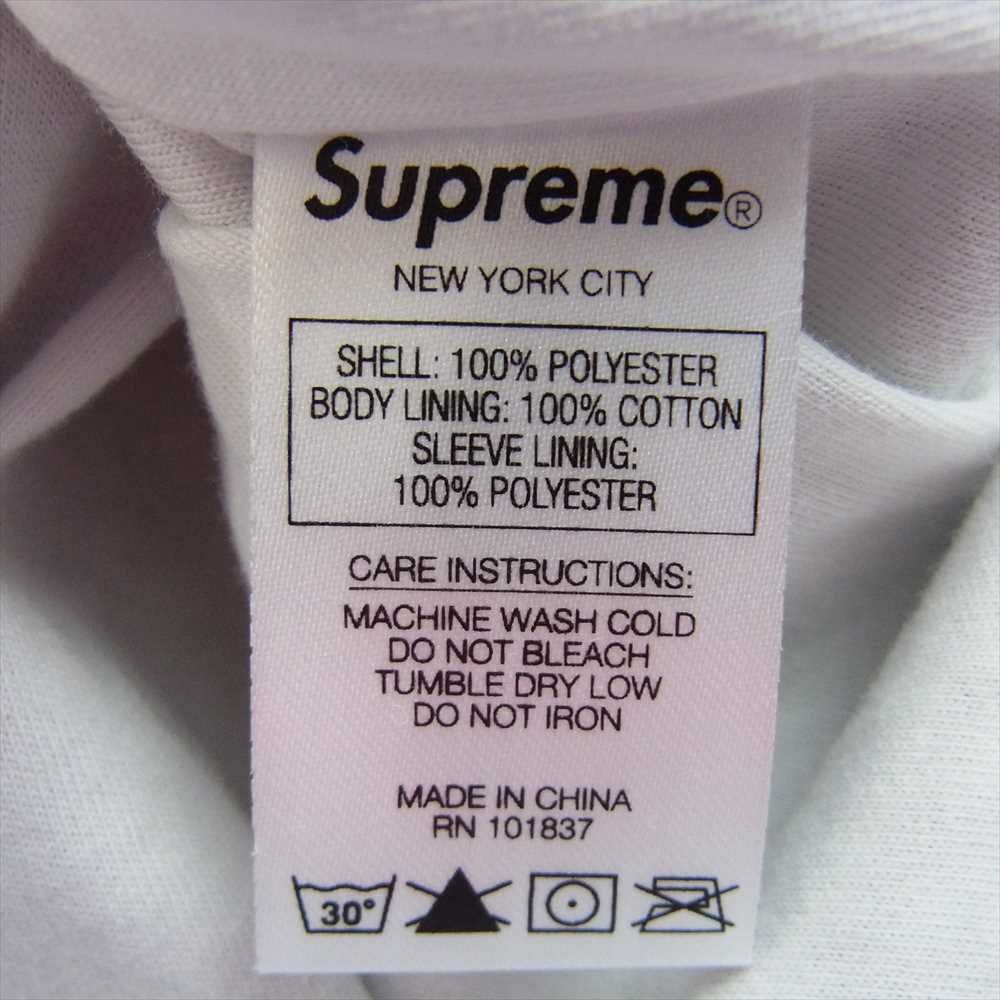 Supreme®
NEW YORK CITY
SHELL: 100% POLYESTER
BODY LINING: 100% COTTON
SLEEVE LINING:
100% POLYESTER
CARE INSTRUCTIONS:
MACHINE WASH COLD
DO NOT BLEACH
TUMBLE DRY LOW
DO NOT IRON
MADE IN CHINA
RN 101837
30°